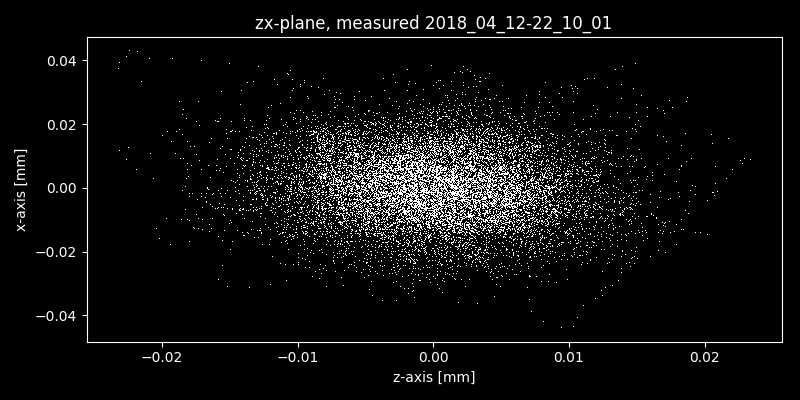 zx-plane, measured 2018_04_12-22_10_01
0.04
0.02
0.00
−0.02
−0.04
x-axis [mm]
−0.02 −0.01 0.00 0.01 0.02
z-axis [mm]